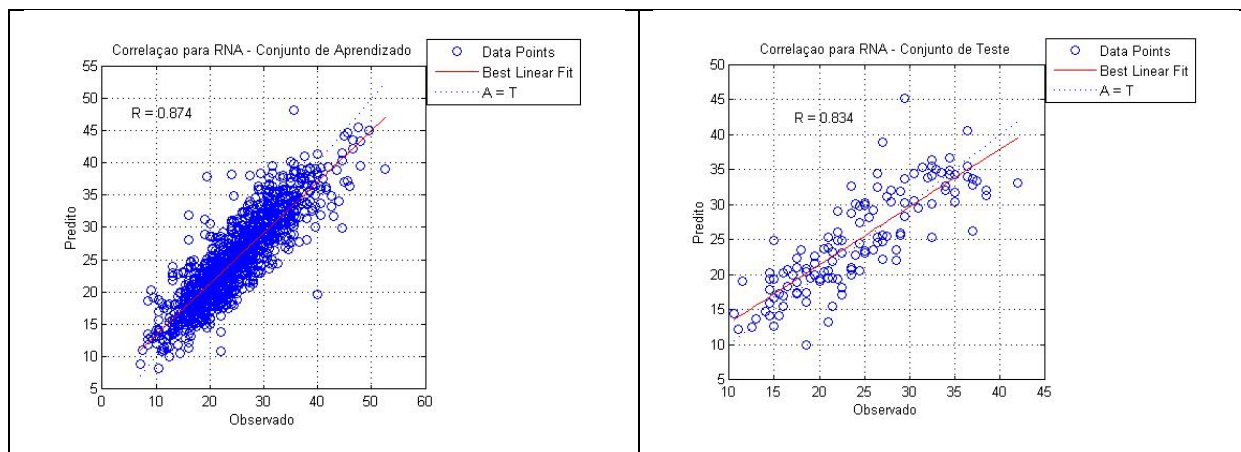 Correlaçao para RNA - Conjunto de Aprendizado
Data Points
Best Linear Fit
A = T
R = 0.874
55
50
45
40
35
30
25
20
15
10
5
Predito
0
10
20
30
40
50
60
Observado
Correlaçao para RNA - Conjunto de Teste
Data Points
Best Linear Fit
A = T
R = 0.834
50
45
40
35
30
25
20
15
10
5
Predito
10
15
20
25
30
35
40
45
Observado